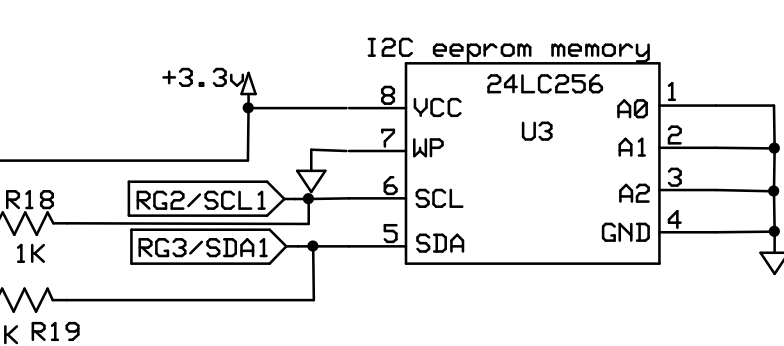 I2C eeprom memory
+3.3v
24LC256
U3
8
VCC
7
WP
6
SCL
5
SDA
A0
1
A1
2
A2
3
GND
4
RG2/SCL1
RG3/SDA1
R18
1K
K R19